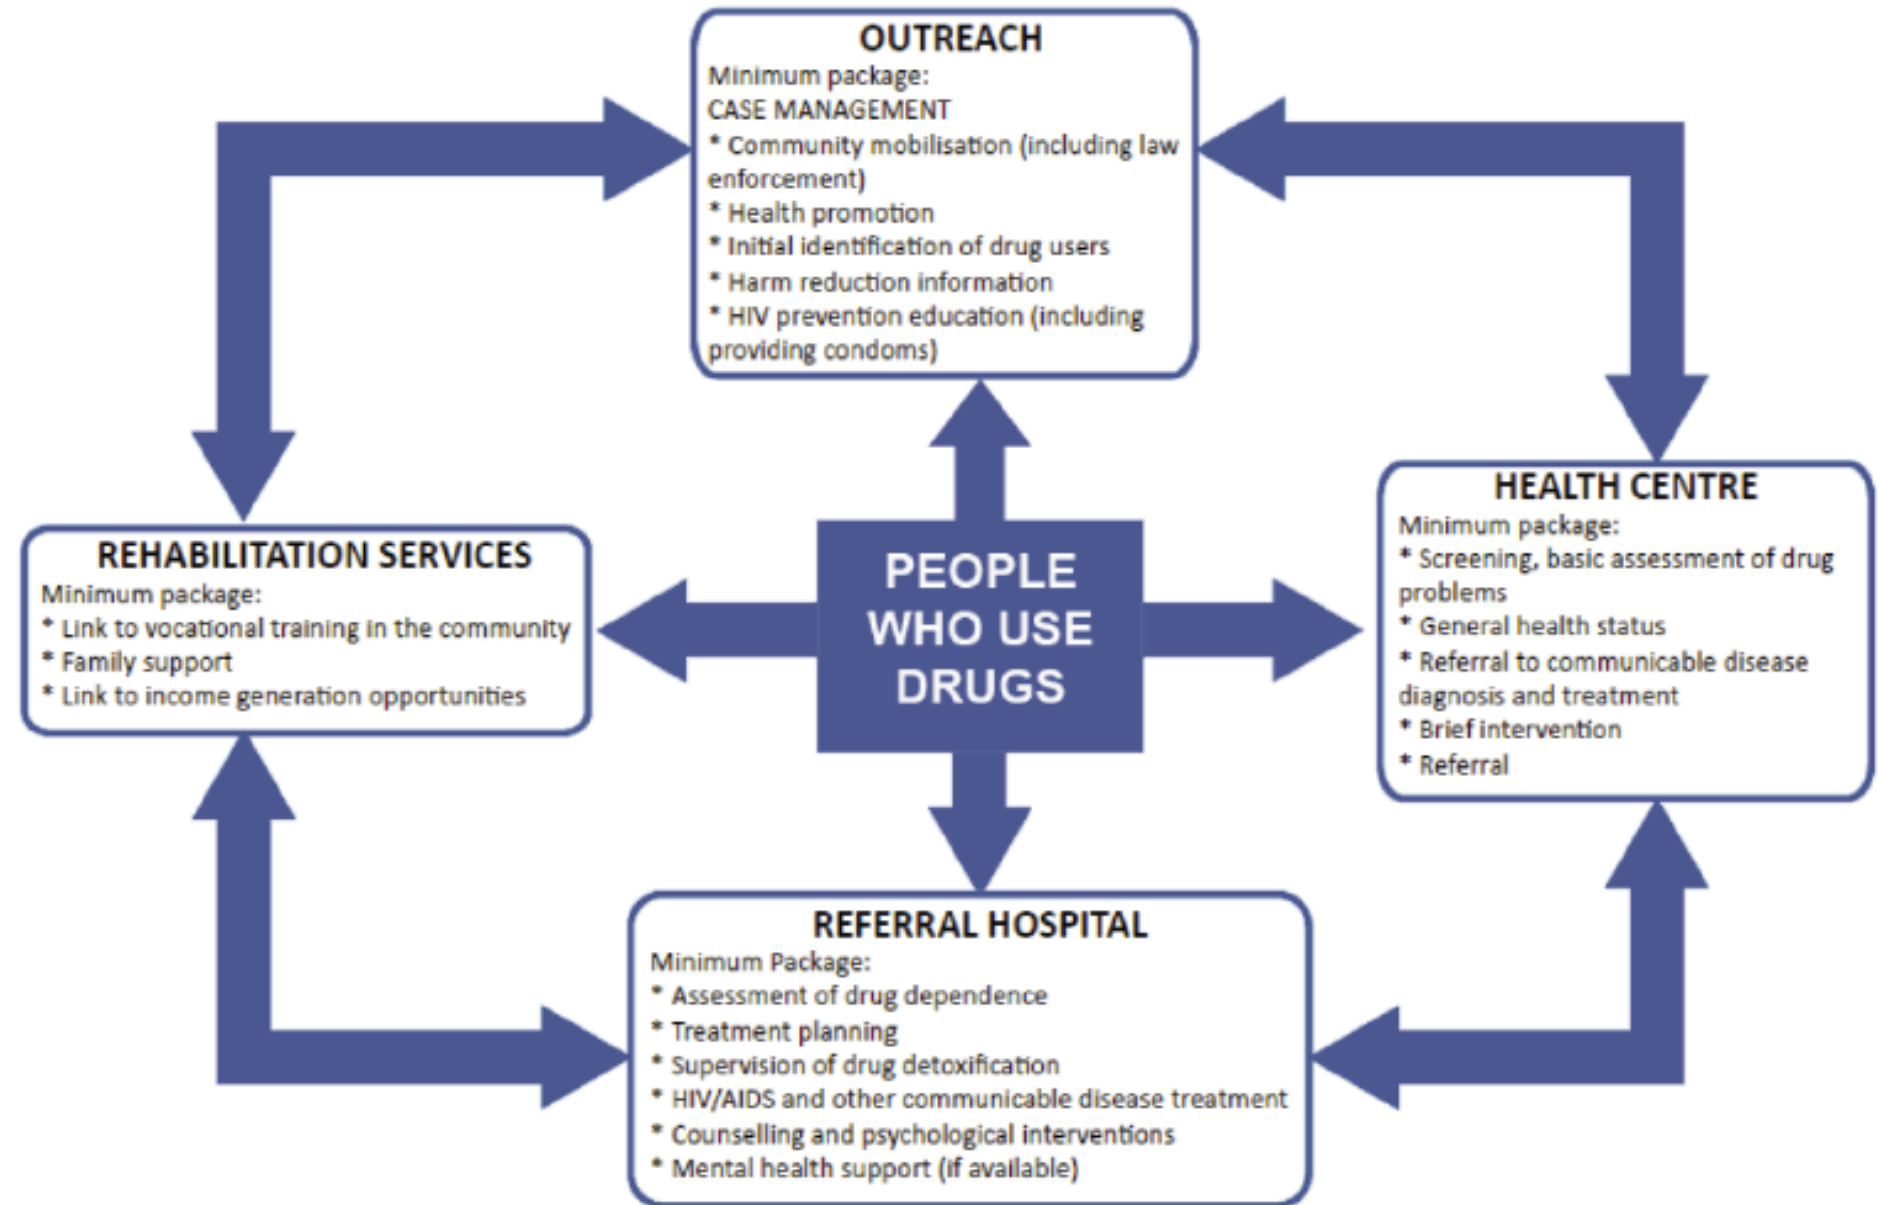 OUTREACH
Minimum package:
CASE MANAGEMENT
* Community mobilisation (including law
enforcement)
* Health promotion
* Initial identification of drug users
* Harm reduction information
* HIV prevention education (including
providing condoms)
HEALTH CENTRE
Minimum package:
* Screening, basic assessment of drug
problems
* General health status
* Referral to communicable disease
diagnosis and treatment
* Brief intervention
* Referral
REHABILITATION SERVICES
Minimum package:
* Link to vocational training in the community
* Family support
* Link to income generation opportunities
PEOPLE
WHO USE
DRUGS
REFERRAL HOSPITAL
Minimum Package:
* Assessment of drug dependence
* Treatment planning
* Supervision of drug detoxification
* HIV/AIDS and other communicable disease treatment
* Counselling and psychological interventions
* Mental health support (if available)